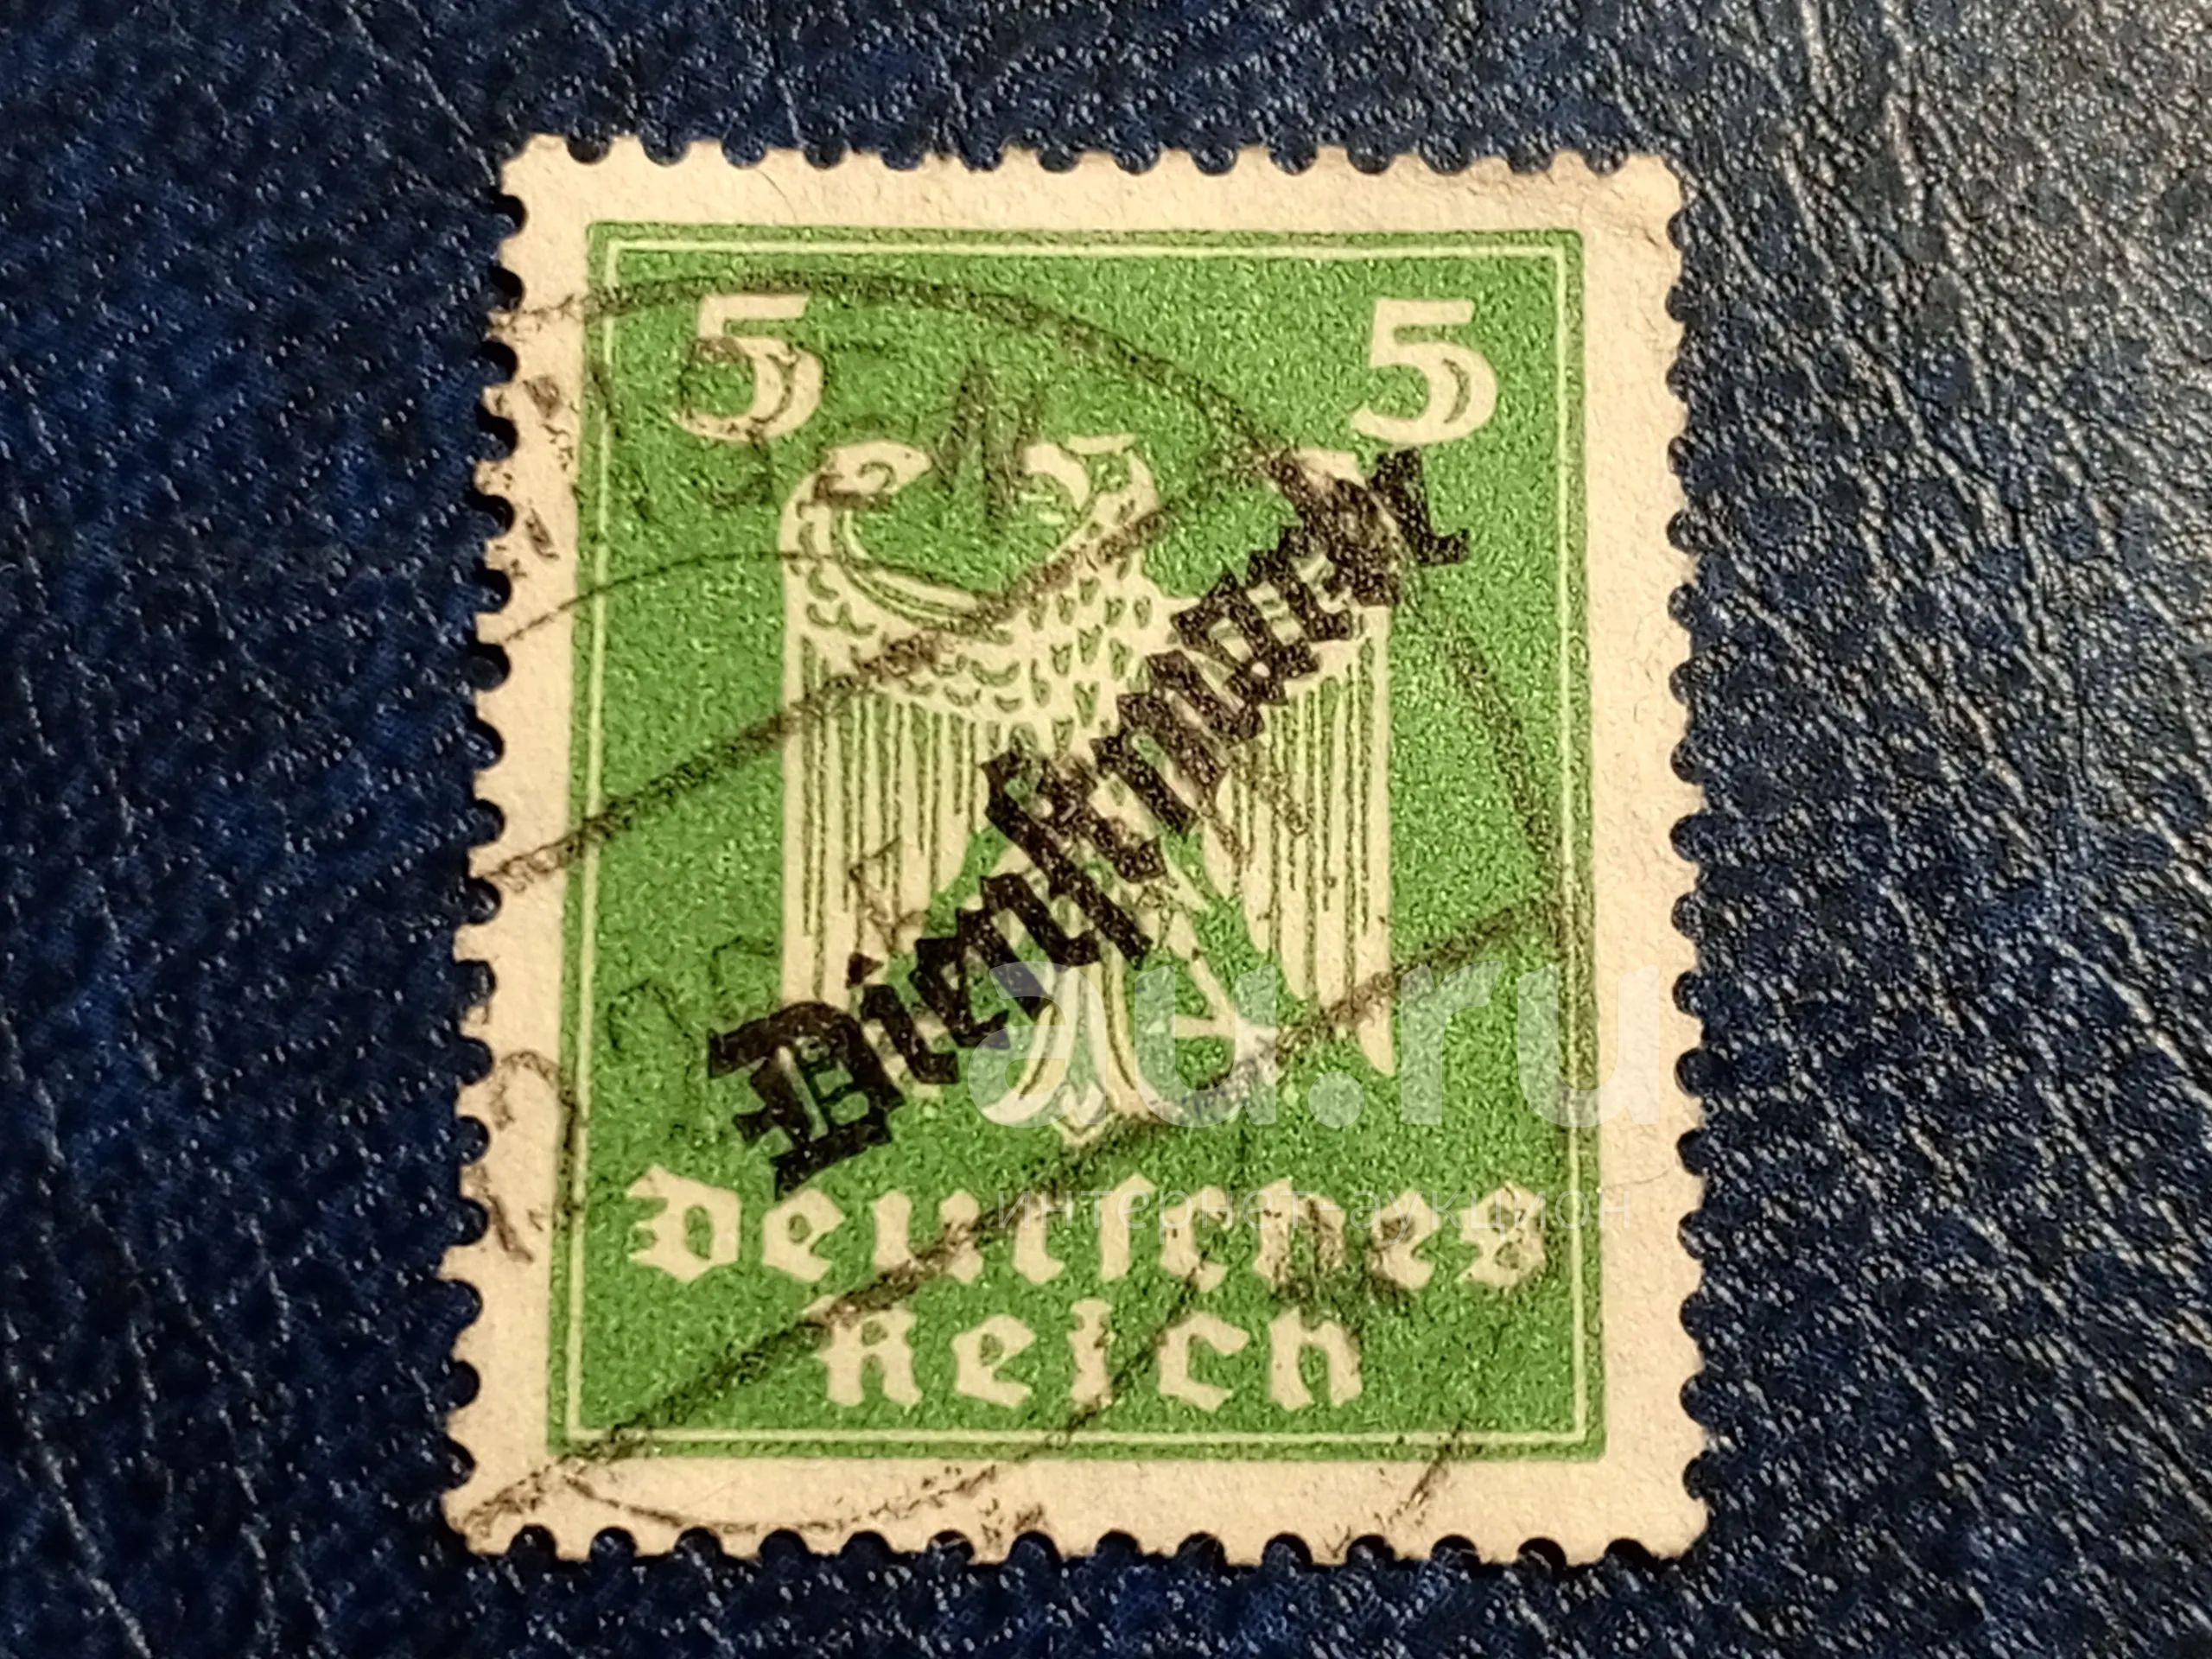 5 5
Dienstmarke
Deutsches
Reich
au.ru
интернет-аукцион